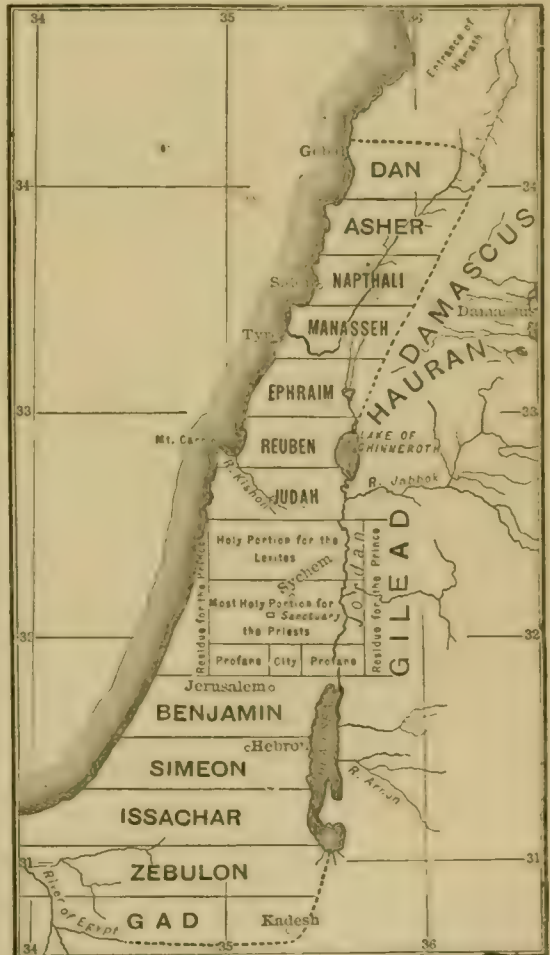 34 35 36
Entrance of
Hamath
DAN
34 34
ASHER
NAPTHALI
DAMASCUS
MANASSEH
HAURAN
EPHRAIM
33 33
LAKE OF
CHINNEROTH
Mt.
REUBEN
R. Kishon
R. Jabbok
JUDAH
Holy Portion for the
Levites
Sychem
Jordan
GILEAD
Residue for the Prince
Residue for the Prince
Most Holy Portion for
Sanctuary
the Priests
32 32
Profane City Profane
Jerusalem
BENJAMIN
Hebron
SIMEON
R. Arnon
ISSACHAR
31 31
ZEBULON
River of EGYPT
GAD
Kadesh
34 35 36